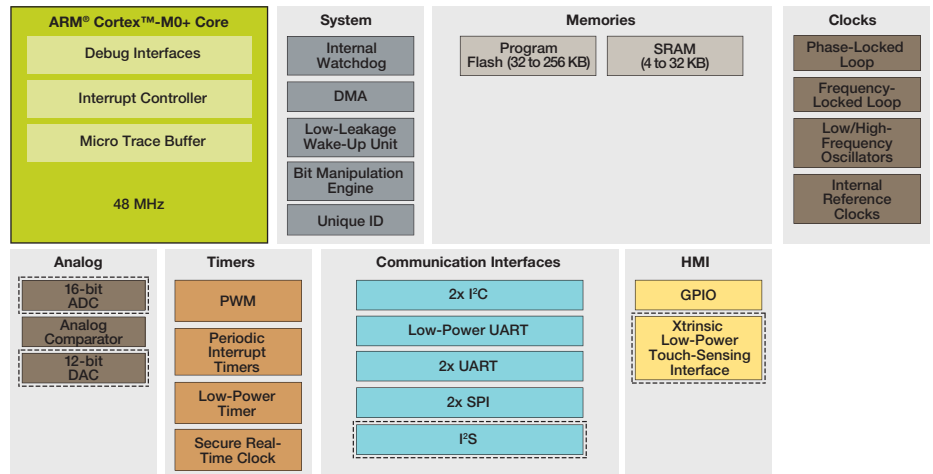 ARM® Cortex™-M0+ Core
Debug Interfaces
Interrupt Controller
Micro Trace Buffer
48 MHz
System
Internal
Watchdog
DMA
Low-Leakage
Wake-Up Unit
Bit Manipulation
Engine
Unique ID
Memories
Program
Flash (32 to 256 KB)
SRAM
(4 to 32 KB)
Clocks
Phase-Locked
Loop
Frequency-
Locked Loop
Low/High-
Frequency
Oscillators
Internal
Reference
Clocks
Analog
16-bit
ADC
Analog
Comparator
12-bit
DAC
Timers
PWM
Periodic
Interrupt
Timers
Low-Power
Timer
Secure Real-
Time Clock
Communication Interfaces
2x I²C
Low-Power UART
2x UART
2x SPI
I²S
HMI
GPIO
Xtrinsic
Low-Power
Touch-Sensing
Interface